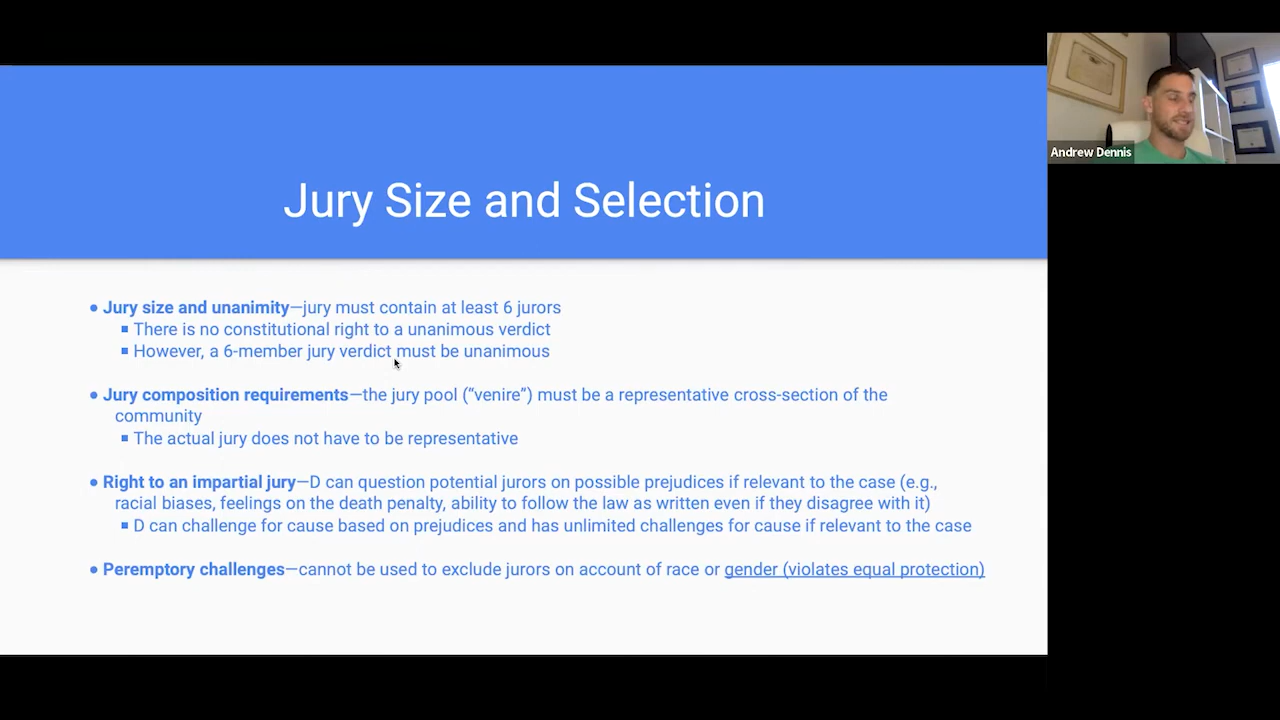 Jury Size and Selection
● Jury size and unanimity—jury must contain at least 6 jurors
▪ There is no constitutional right to a unanimous verdict
▪ However, a 6-member jury verdict must be unanimous
● Jury composition requirements—the jury pool (“venire”) must be a representative cross-section of the
community
▪ The actual jury does not have to be representative
● Right to an impartial jury—D can question potential jurors on possible prejudices if relevant to the case (e.g.,
racial biases, feelings on the death penalty, ability to follow the law as written even if they disagree with it)
▪ D can challenge for cause based on prejudices and has unlimited challenges for cause if relevant to the case
● Peremptory challenges—cannot be used to exclude jurors on account of race or gender (violates equal protection)
Andrew Dennis